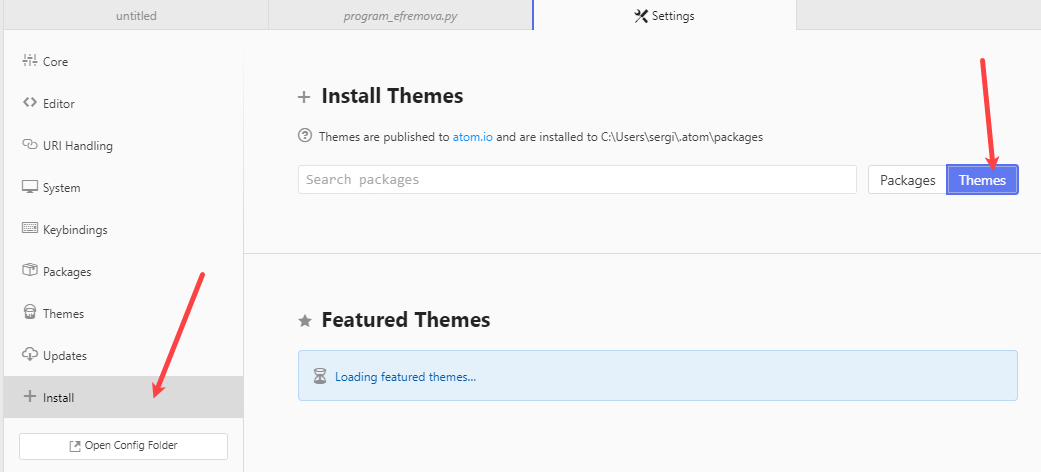 untitled
program_efremova.py
Settings
Core
Editor
URI Handling
System
Keybindings
Packages
Themes
Updates
Install
Open Config Folder
Install Themes
Themes are published to atom.io and are installed to C:\Users\sergi\.atom\packages
Search packages
Packages
Themes
Featured Themes
Loading featured themes...